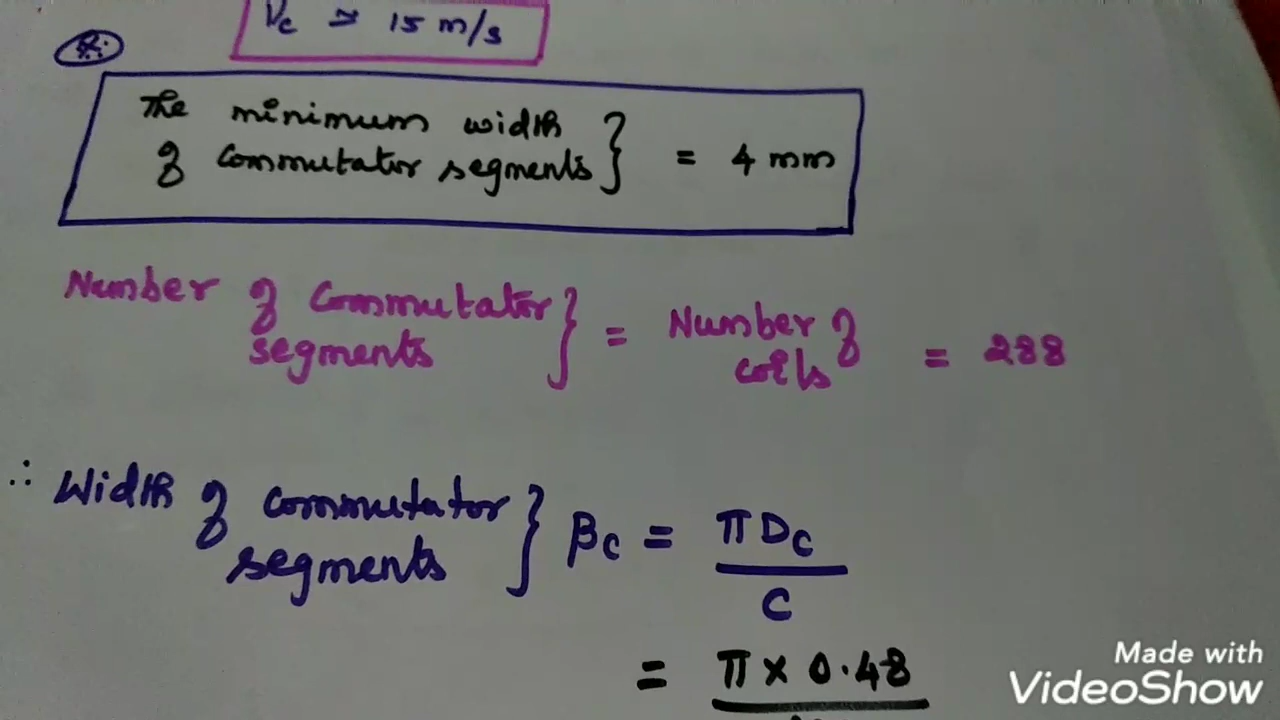 Vc ≃ 15 m/s
The minimum width
of commutator segments } = 4 mm
Number of commutator
segments } = Number of
coils = 288
∴ Width of commutator
segments } βc = πDc
C
= π × 0.48
Made with
VideoShow